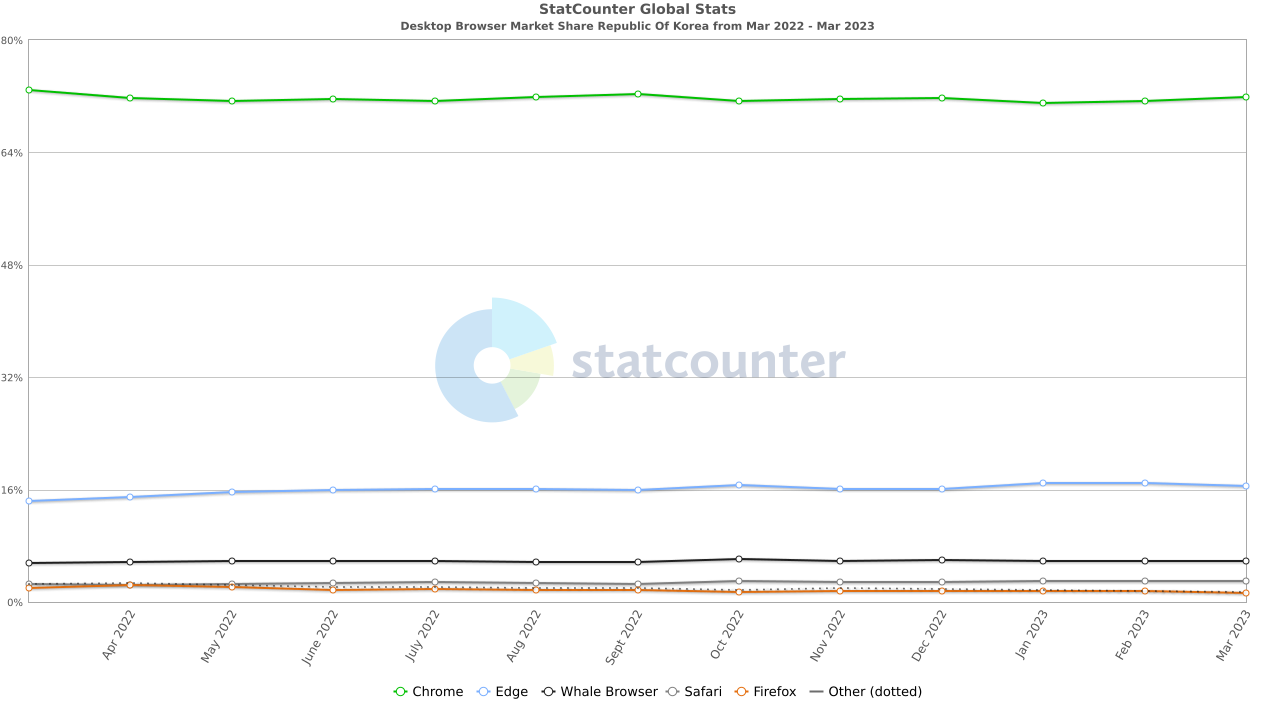 StatCounter Global Stats
Desktop Browser Market Share Republic Of Korea from Mar 2022 - Mar 2023
80%
64%
48%
statcounter
32%
16%
0%
Apr 2022 May 2022 June 2022 July 2022 Aug 2022 Sept 2022 Oct 2022 Nov 2022 Dec 2022 Jan 2023 Feb 2023 Mar 2023
Chrome Edge Whale Browser Safari Firefox Other (dotted)